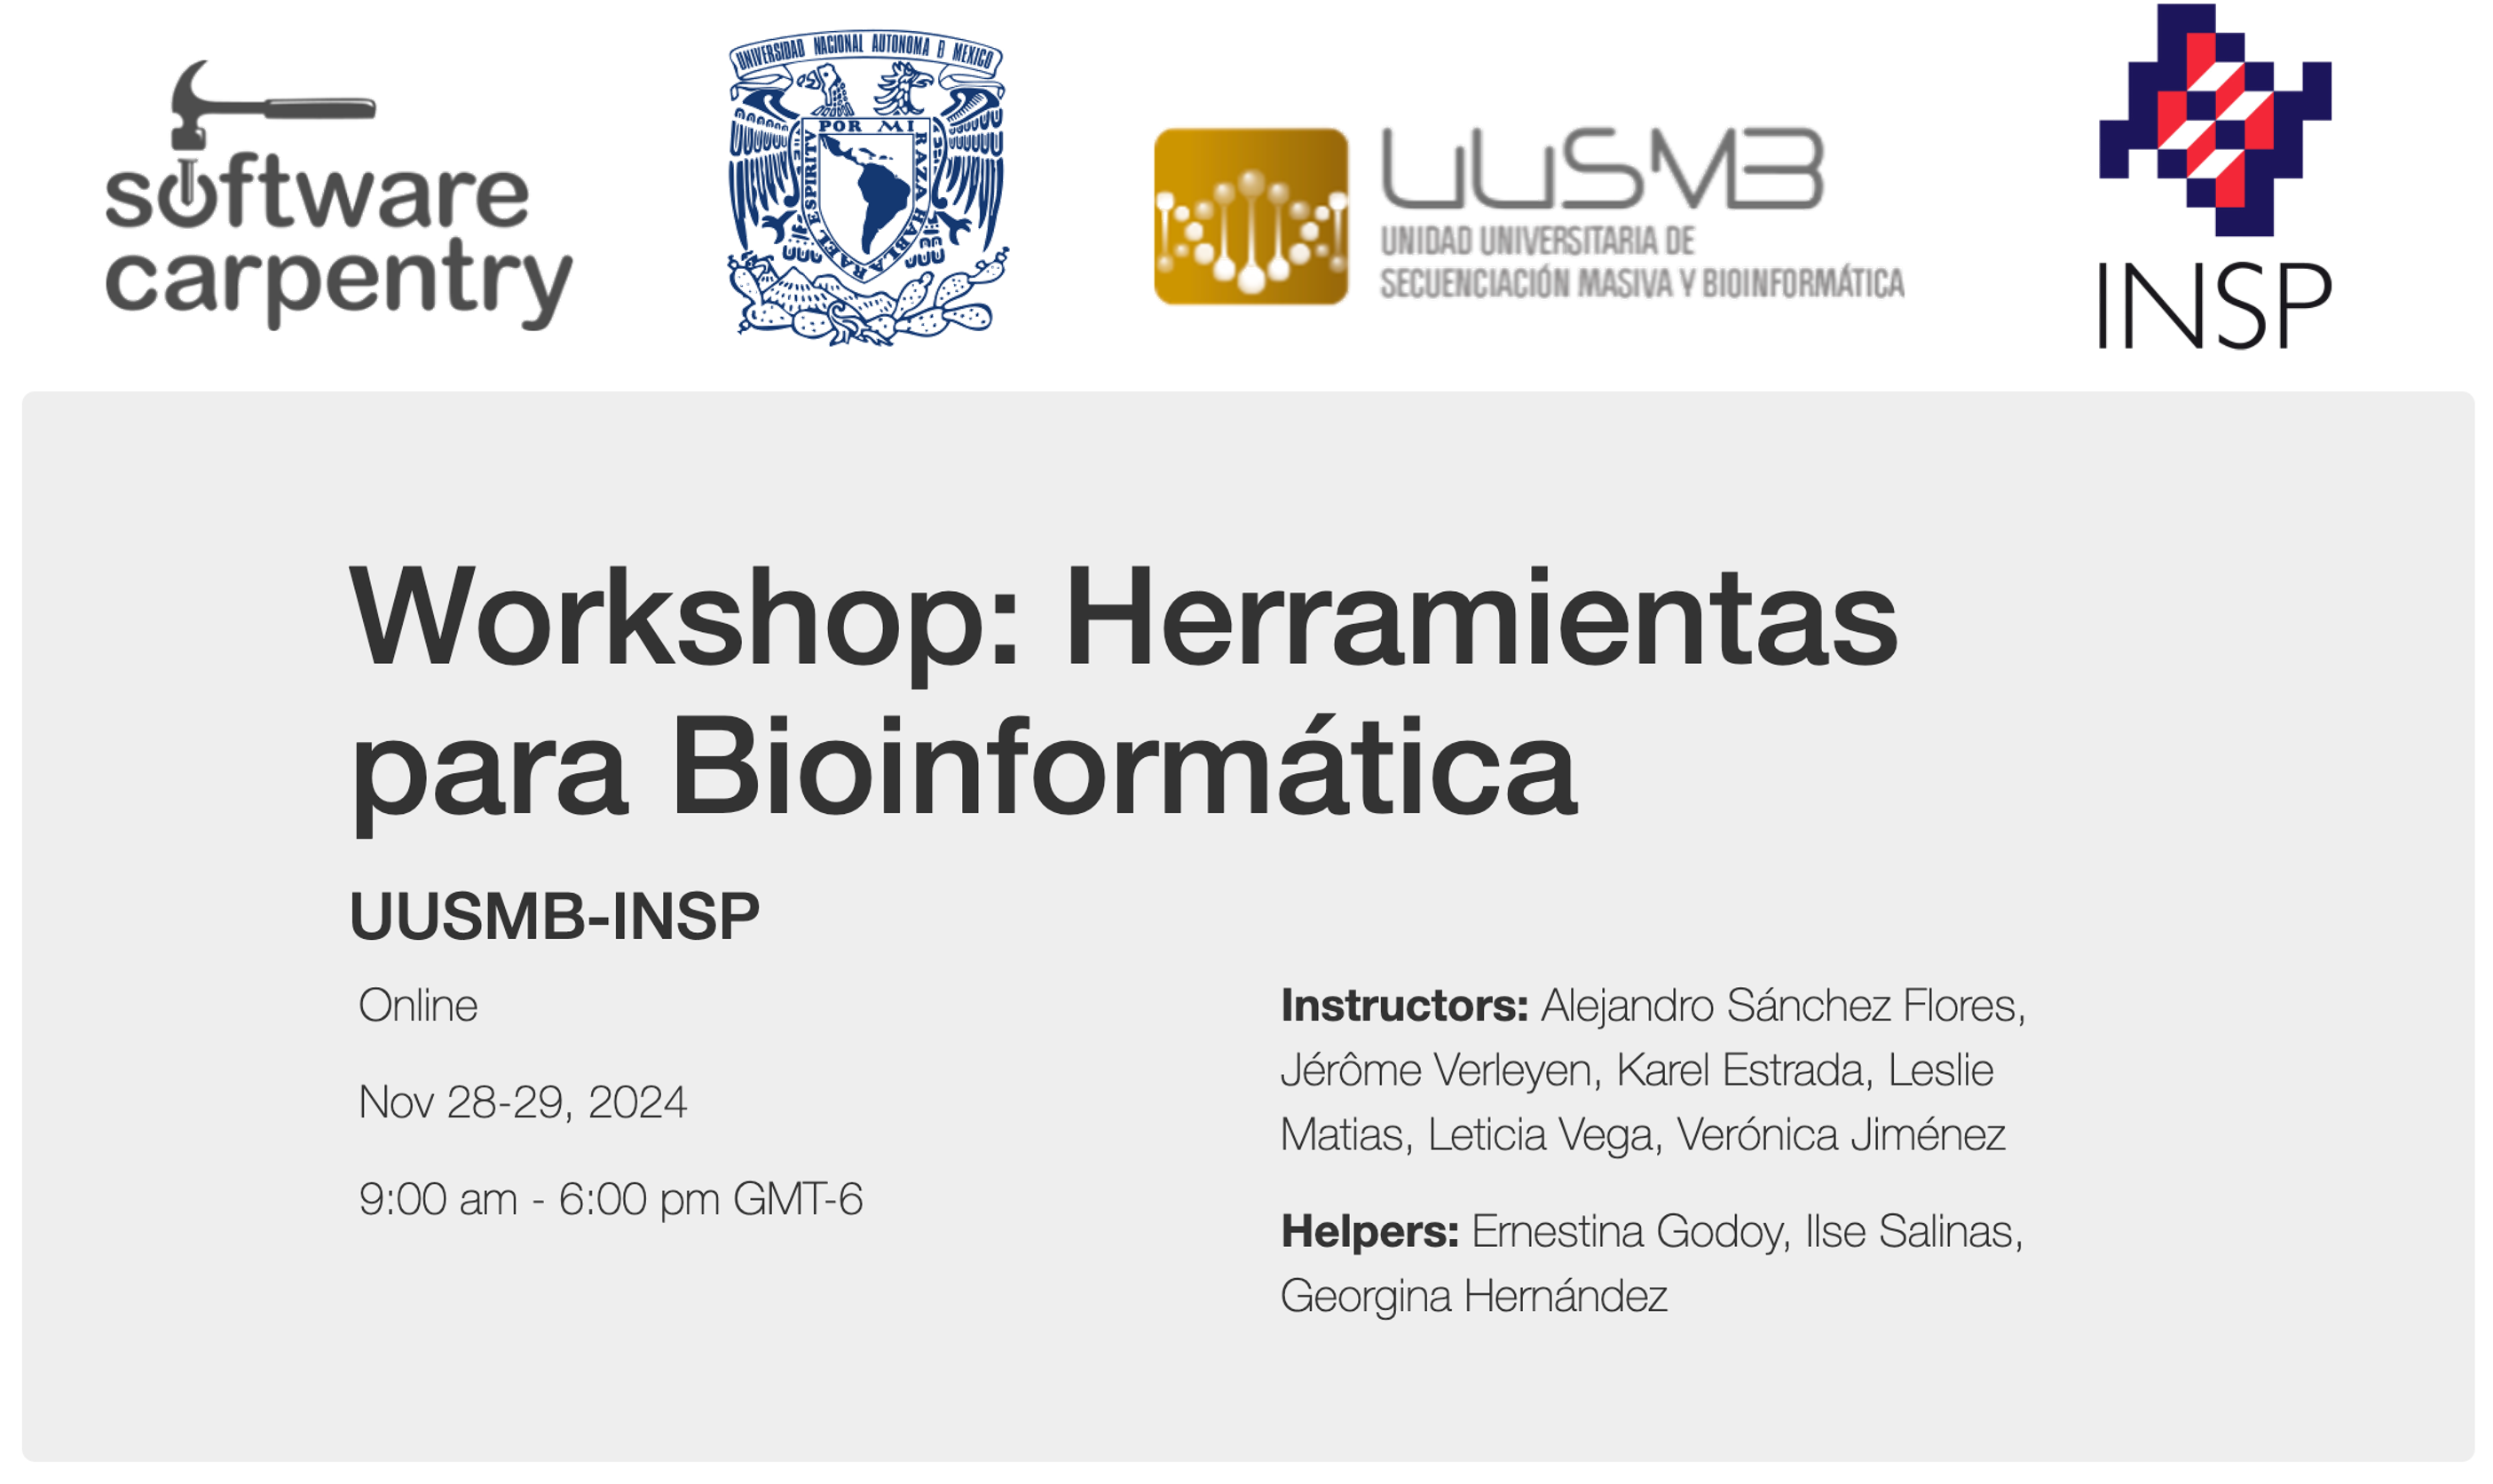 software
carpentry
UNIVERSIDAD NACIONAL AUTONOMA D MEXICO
POR MI
RAZA HABLARA EL
ESPIRITV
UUSMB
UNIDAD UNIVERSITARIA DE
SECUENCIACIÓN MASIVA Y BIOINFORMÁTICA
INSP
Workshop: Herramientas
para Bioinformática
UUSMB-INSP
Online
Nov 28-29, 2024
9:00 am - 6:00 pm GMT-6
Instructors: Alejandro Sánchez Flores,
Jérôme Verleyen, Karel Estrada, Leslie
Matias, Leticia Vega, Verónica Jiménez
Helpers: Ernestina Godoy, Ilse Salinas,
Georgina Hernández